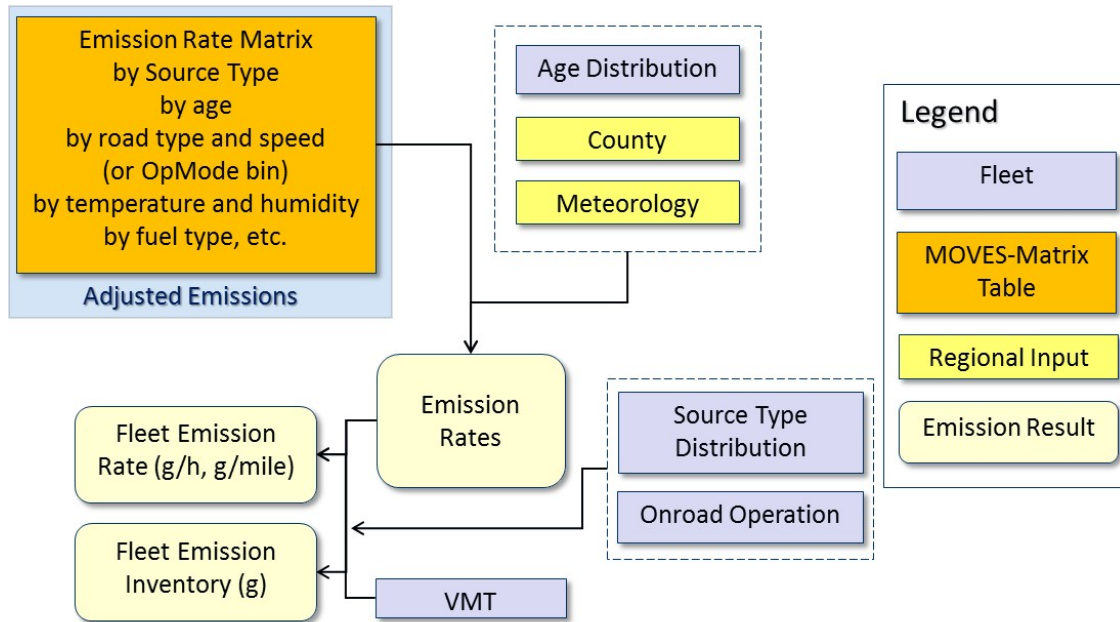 Emission Rate Matrix
by Source Type
by age
by road type and speed
(or OpMode bin)
by temperature and humidity
by fuel type, etc.
Adjusted Emissions
Age Distribution
County
Meteorology
Legend
Fleet
MOVES-Matrix
Table
Regional Input
Emission Result
Emission
Rates
Fleet Emission
Rate (g/h, g/mile)
Fleet Emission
Inventory (g)
Source Type
Distribution
Onroad Operation
VMT